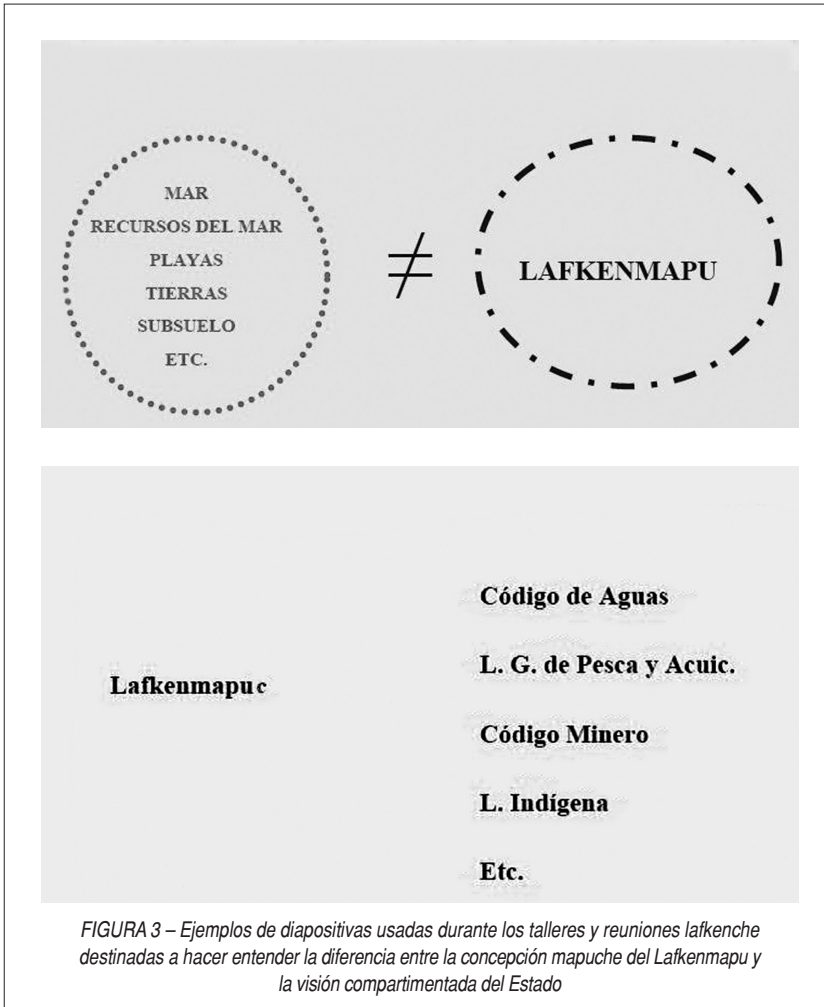 MAR
RECURSOS DEL MAR
PLAYAS
TIERRAS
SUBSUELO
ETC.
≠
LAFKENMAPU
Lafkenmapu c
Código de Aguas
L. G. de Pesca y Acuic.
Código Minero
L. Indígena
Etc.
FIGURA 3 – Ejemplos de diapositivas usadas durante los talleres y reuniones lafkenche
destinadas a hacer entender la diferencia entre la concepción mapuche del Lafkenmapu y
la visión compartimentada del Estado